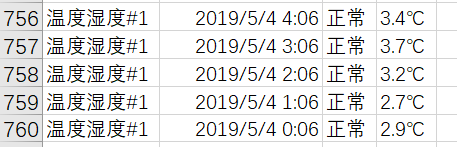 756 温度湿度#1 2019/5/4 4:06 正常 3.4℃
757 温度湿度#1 2019/5/4 3:06 正常 3.7℃
758 温度湿度#1 2019/5/4 2:06 正常 3.2℃
759 温度湿度#1 2019/5/4 1:06 正常 2.7℃
760 温度湿度#1 2019/5/4 0:06 正常 2.9℃